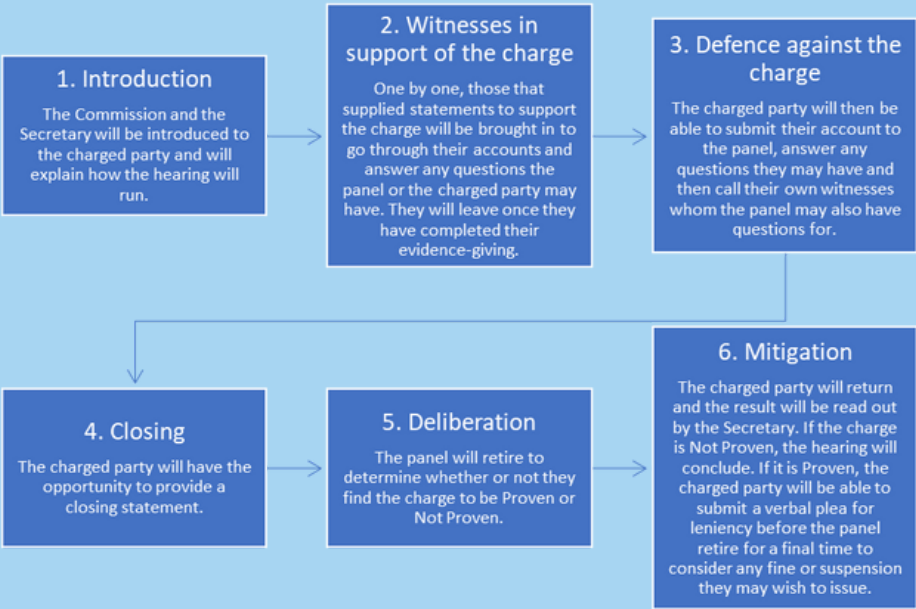 1. Introduction
The Commission and the
Secretary will be introduced to
the charged party and will
explain how the hearing will
run.
2. Witnesses in
support of the charge
One by one, those that
supplied statements to support
the charge will be brought in to
go through their accounts and
answer any questions the
panel or the charged party may
have. They will leave once they
have completed their
evidence-giving.
3. Defence against the
charge
The charged party will then be
able to submit their account to
the panel, answer any
questions they may have and
then call their own witnesses
whom the panel may also have
questions for.
4. Closing
The charged party will have the
opportunity to provide a
closing statement.
5. Deliberation
The panel will retire to
determine whether or not they
find the charge to be Proven or
Not Proven.
6. Mitigation
The charged party will return
and the result will be read out
by the Secretary. If the charge
is Not Proven, the hearing will
conclude. If it is Proven, the
charged party will be able to
submit a verbal plea for
leniency before the panel
retire for a final time to
consider any fine or suspension
they may wish to issue.